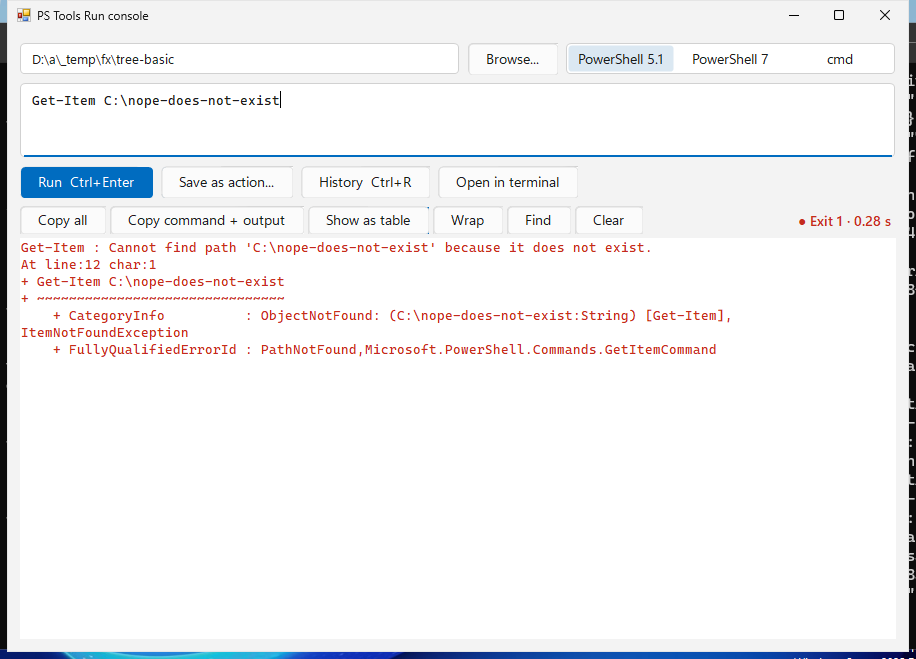 PS Tools Run console
D:\a\_temp\fx\tree-basic
Browse...
PowerShell 5.1
PowerShell 7
cmd
Get-Item C:\nope-does-not-exist
Run Ctrl+Enter
Save as action...
History Ctrl+R
Open in terminal
Copy all
Copy command + output
Show as table
Wrap
Find
Clear
● Exit 1 · 0.28 s
Get-Item : Cannot find path 'C:\nope-does-not-exist' because it does not exist.
At line:12 char:1
+ Get-Item C:\nope-does-not-exist
+ ~~~~~~~~~~~~~~~~~~~~~~~~~~~~~~~
    + CategoryInfo          : ObjectNotFound: (C:\nope-does-not-exist:String) [Get-Item],
ItemNotFoundException
    + FullyQualifiedErrorId : PathNotFound,Microsoft.PowerShell.Commands.GetItemCommand